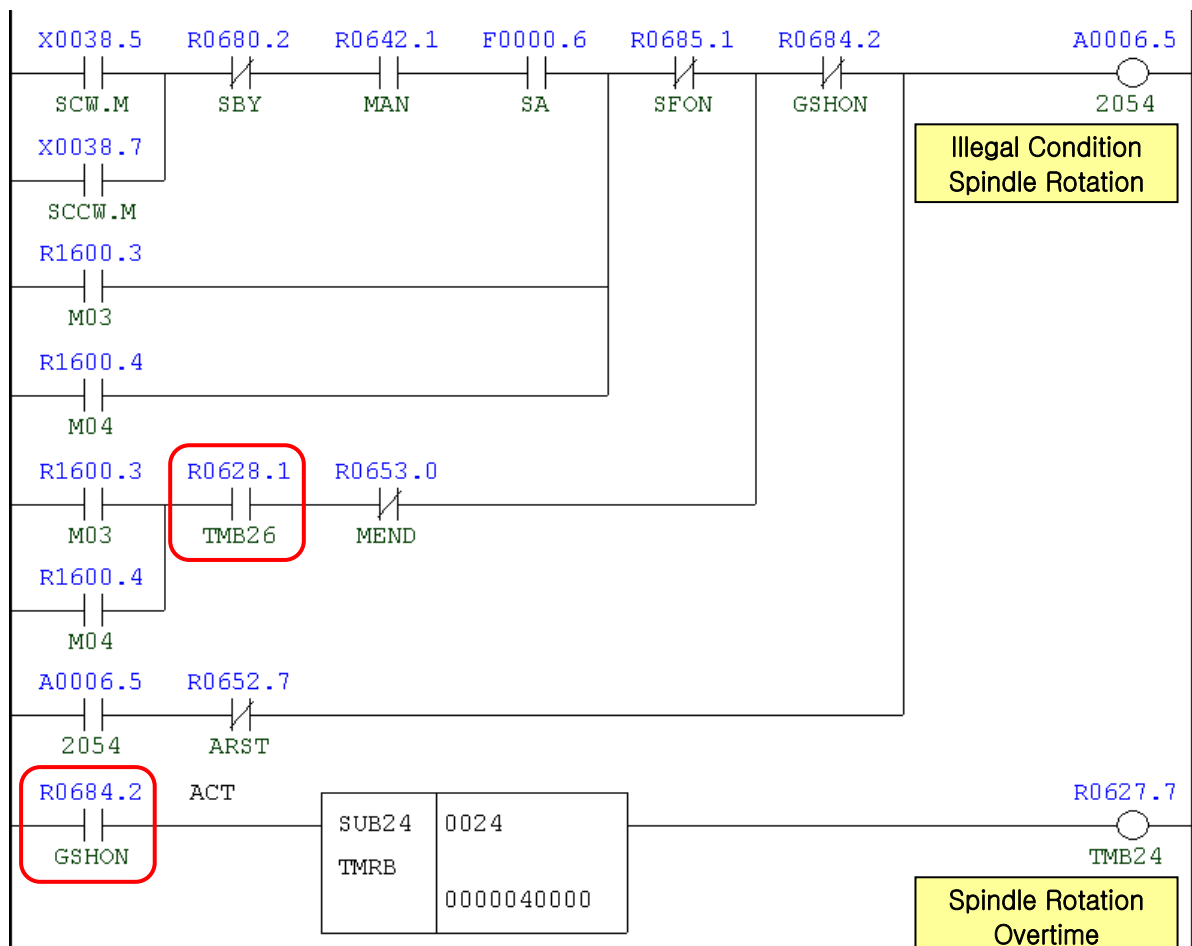 X0038.5 R0680.2 R0642.1 F0000.6 R0685.1 R0684.2 A0006.5
SCW.M SBY MAN SA SFON GSHON 2054
X0038.7
SCCW.M
Illegal Condition
Spindle Rotation
R1600.3
M03
R1600.4
M04
R1600.3 R0628.1 R0653.0
M03 TMB26 MEND
R1600.4
M04
A0006.5 R0652.7
2054 ARST
R0684.2 ACT R0627.7
SUB24 0024
GSHON TMB24
TMRB
0000040000
Spindle Rotation
Overtime